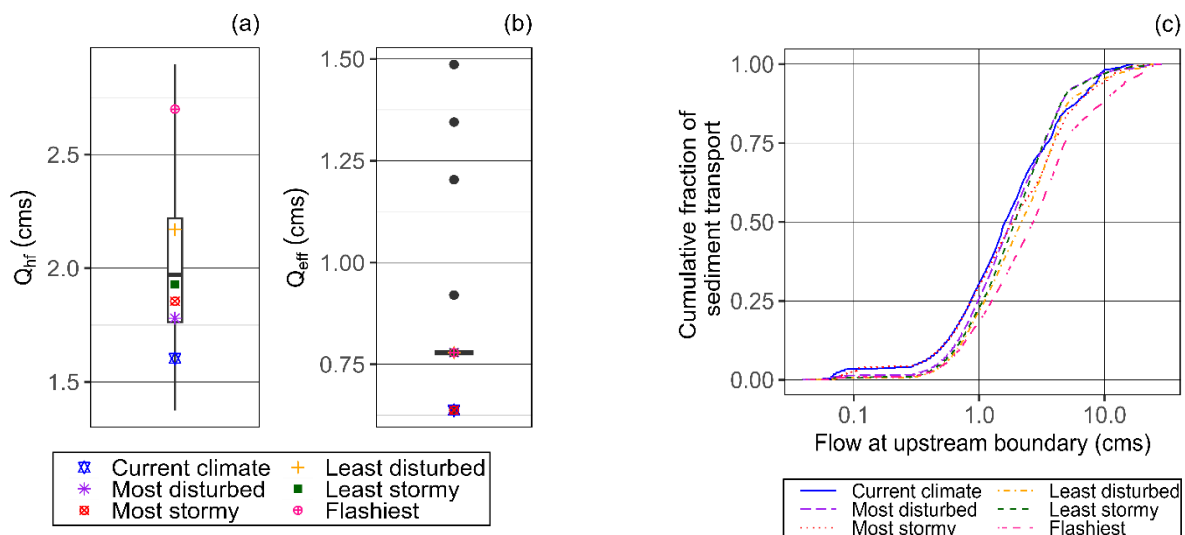 (a)
2.5
2.0
1.5
Q_hf (cms)
(b)
1.50
1.25
1.00
0.75
Q_eff (cms)
Current climate
Least disturbed
Most disturbed
Least stormy
Most stormy
Flashiest
(c)
1.00
0.75
0.50
0.25
0.00
Cumulative fraction of
sediment transport
0.1
1.0
10.0
Flow at upstream boundary (cms)
Current climate
Least disturbed
Most disturbed
Least stormy
Most stormy
Flashiest